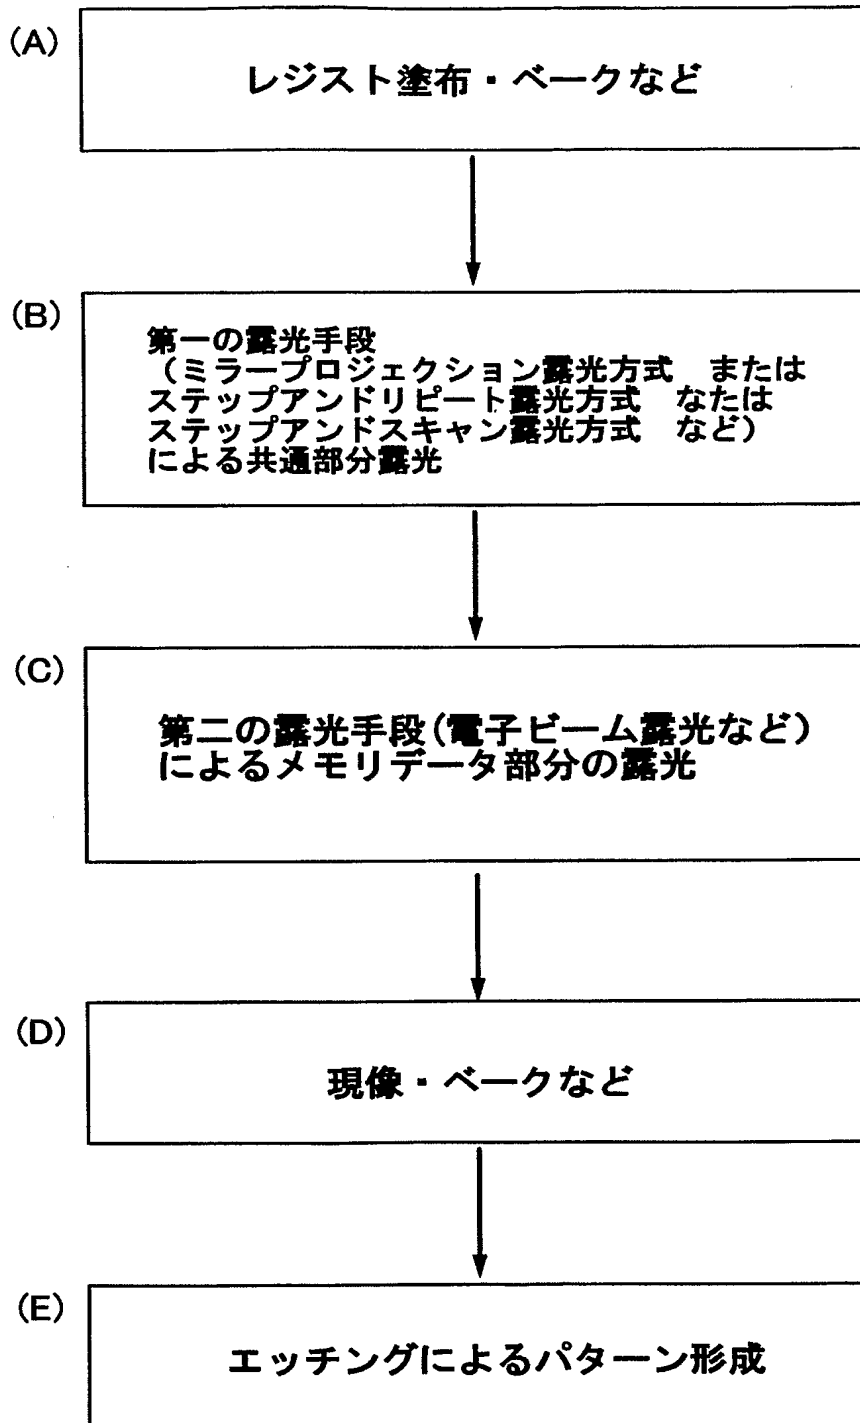 (A)
レジスト塗布・ベークなど
(B)
第一の露光手段
（ミラープロジェクション露光方式　または
ステップアンドリピート露光方式　なたは
ステップアンドスキャン露光方式　など）
による共通部分露光
(C)
第二の露光手段(電子ビーム露光など)
によるメモリデータ部分の露光
(D)
現像・ベークなど
(E)
エッチングによるパターン形成